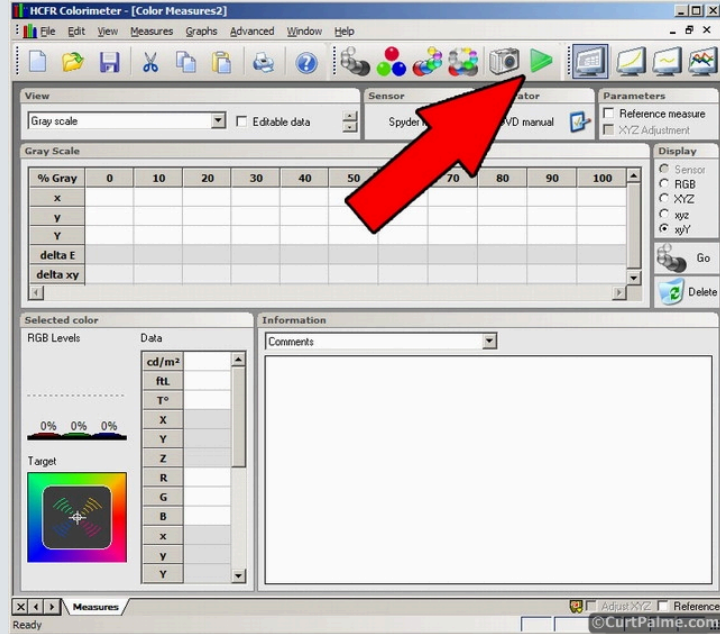 HCFR Colorimeter - [Color Measures2]
File Edit View Measures Graphs Advanced Window Help
View
Sensor
ator
Parameters
Gray scale
Editable data
Spyder
DVD manual
Reference measure
XYZ Adjustment
Gray Scale
Display
% Gray 0 10 20 30 40 50 70 80 90 100
x
y
Y
delta E
delta xy
Sensor
RGB
XYZ
xyz
xyY
Go
Delete
Selected color
Information
RGB Levels
Data
Comments
cd/m²
ftL
T°
X
Y
Z
R
G
B
x
y
Y
0% 0% 0%
Target
Measures
Adjust XYZ
Reference
Ready
©CurtPalme.com